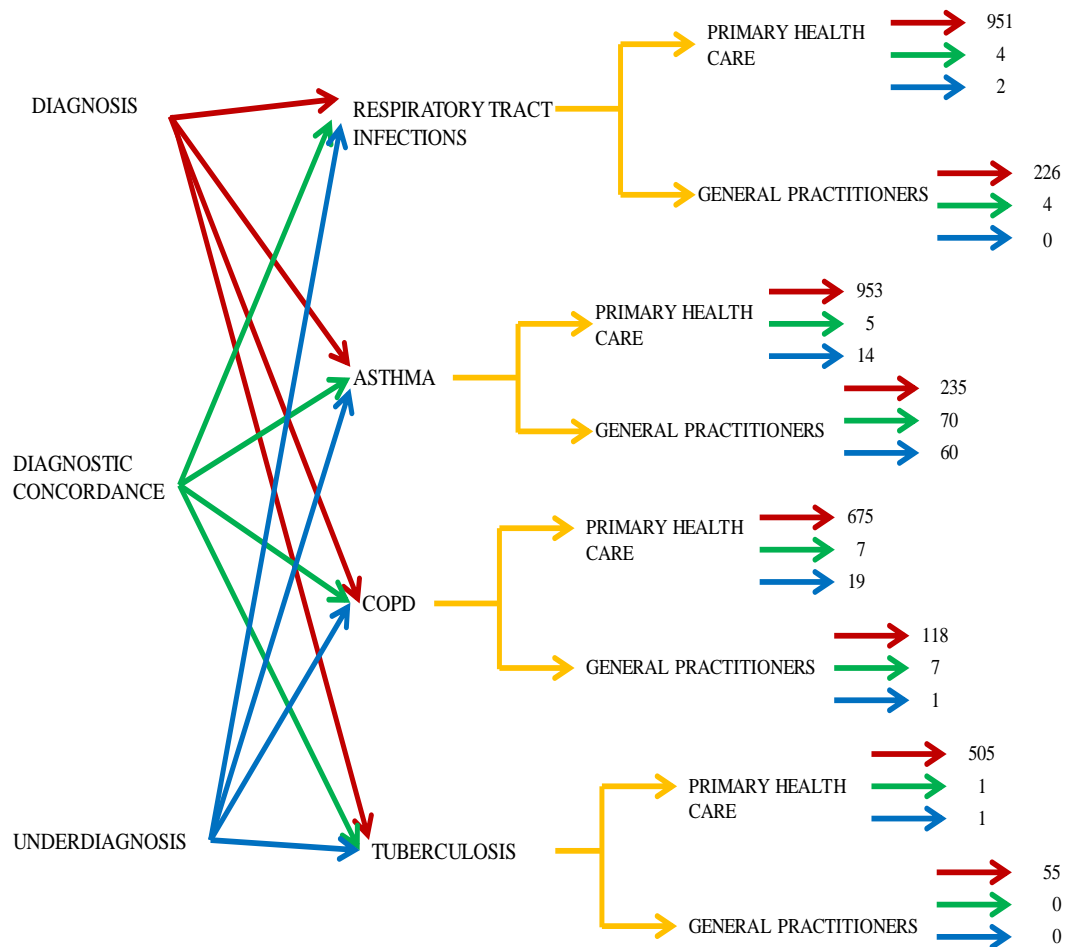 PRIMARY HEALTH
CARE
951
4
2
DIAGNOSIS
RESPIRATORY TRACT
INFECTIONS
GENERAL PRACTITIONERS
226
4
0
PRIMARY HEALTH
CARE
953
5
14
ASTHMA
GENERAL PRACTITIONERS
235
70
60
DIAGNOSTIC
CONCORDANCE
PRIMARY HEALTH
CARE
675
7
19
COPD
GENERAL PRACTITIONERS
118
7
1
UNDERDIAGNOSIS
TUBERCULOSIS
PRIMARY HEALTH
CARE
505
1
1
GENERAL PRACTITIONERS
55
0
0